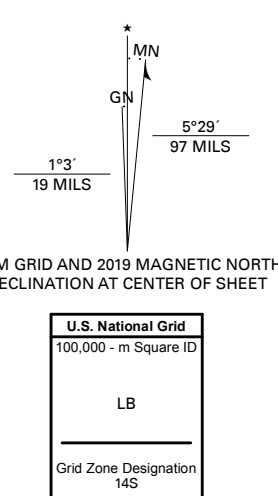 ★
MN
GN
5°29´
97 MILS
1°3´
19 MILS
M GRID AND 2019 MAGNETIC NORTH
ECLINATION AT CENTER OF SHEET
U.S. National Grid
100,000 - m Square ID
LB
Grid Zone Designation
14S